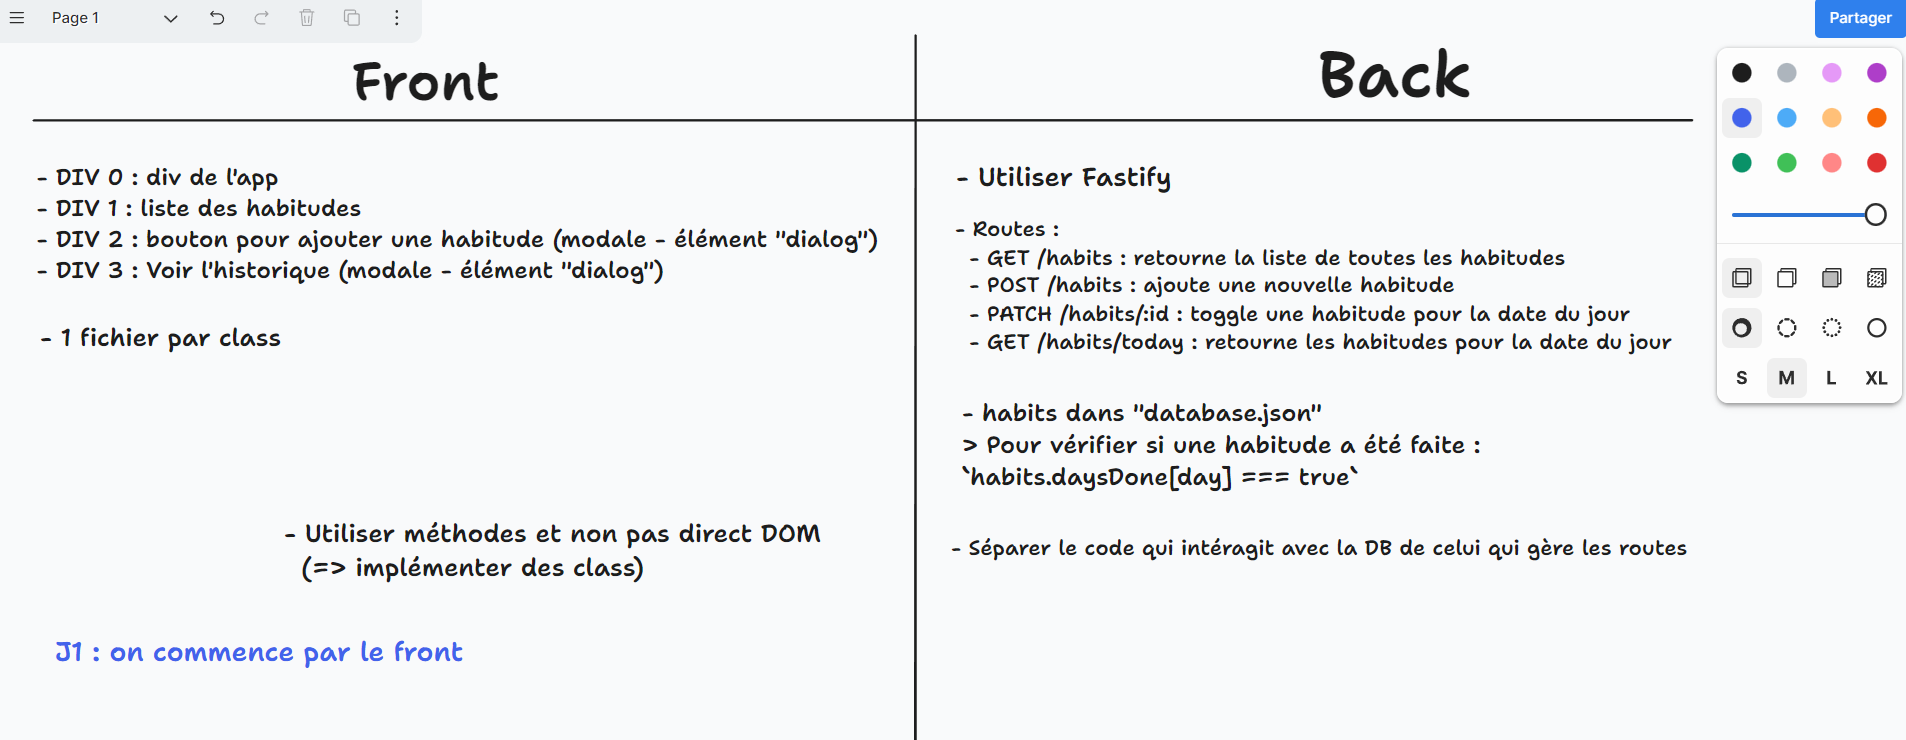 Page 1
Partager
Front
- DIV 0 : div de l'app
- DIV 1 : liste des habitudes
- DIV 2 : bouton pour ajouter une habitude (modale - élément "dialog")
- DIV 3 : Voir l'historique (modale - élément "dialog")
- 1 fichier par class
- Utiliser méthodes et non pas direct DOM
(=> implémenter des class)
J1 : on commence par le front
Back
- Utiliser Fastify
- Routes :
- GET /habits : retourne la liste de toutes les habitudes
- POST /habits : ajoute une nouvelle habitude
- PATCH /habits/:id : toggle une habitude pour la date du jour
- GET /habits/today : retourne les habitudes pour la date du jour
- habits dans "database.json"
> Pour vérifier si une habitude a été faite :
`habits.daysDone[day] === true`
- Séparer le code qui intéragit avec la DB de celui qui gère les routes
S M L XL